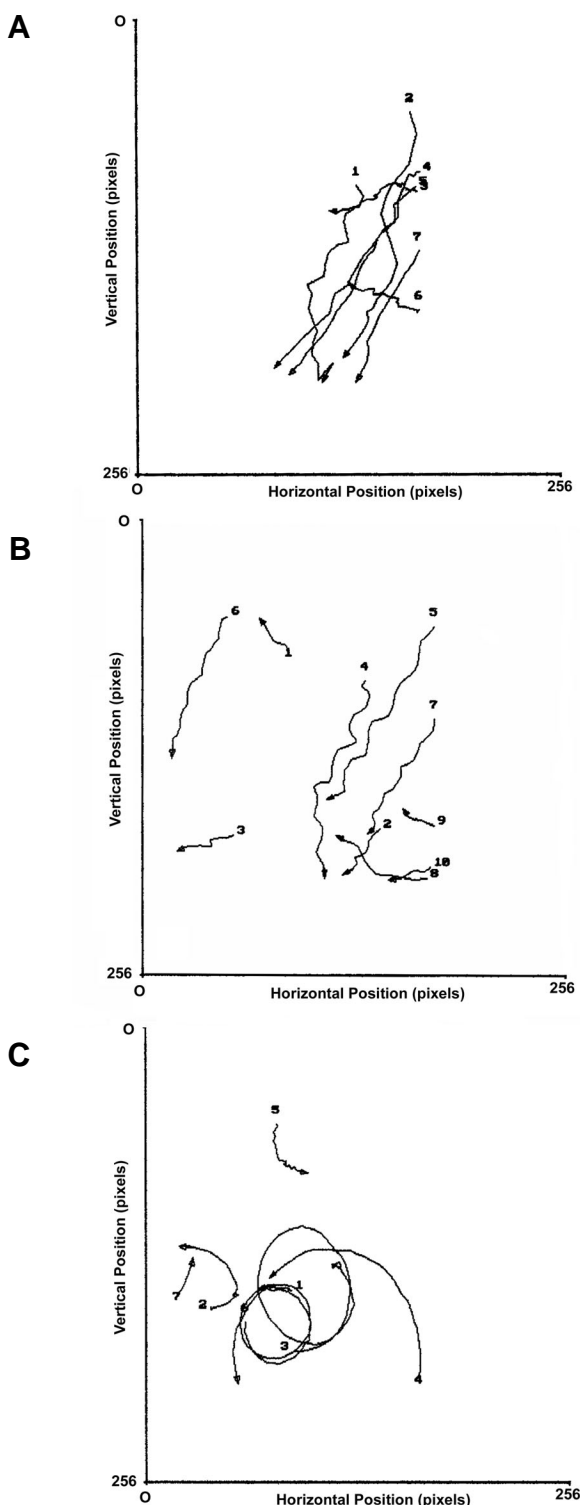 A
O
2
1
4
5
3
7
6
Vertical Position (pixels)
256
O
Horizontal Position (pixels)
256
B
O
6
5
1
4
7
3
2
9
10
8
Vertical Position (pixels)
256
O
Horizontal Position (pixels)
256
C
O
5
1
7
2
6
3
4
Vertical Position (pixels)
256
O
Horizontal Position (pixels)
256